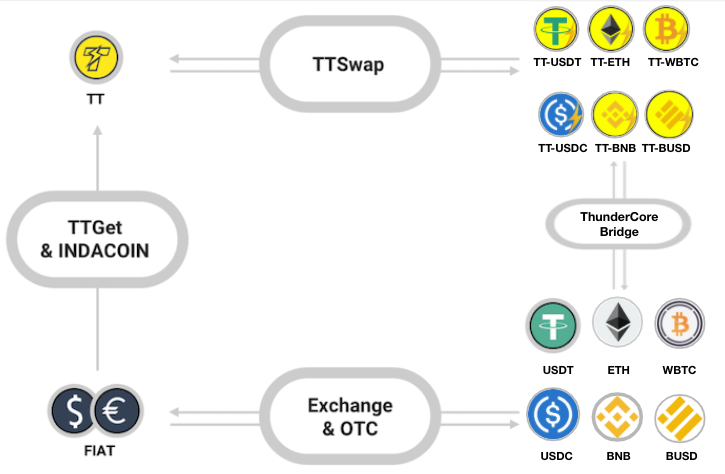 TTSwap
TT
TT-USDT TT-ETH TT-WBTC
TT-USDC TT-BNB TT-BUSD
TTGet
& INDACOIN
ThunderCore
Bridge
USDT ETH WBTC
Exchange
& OTC
FIAT
USDC BNB BUSD